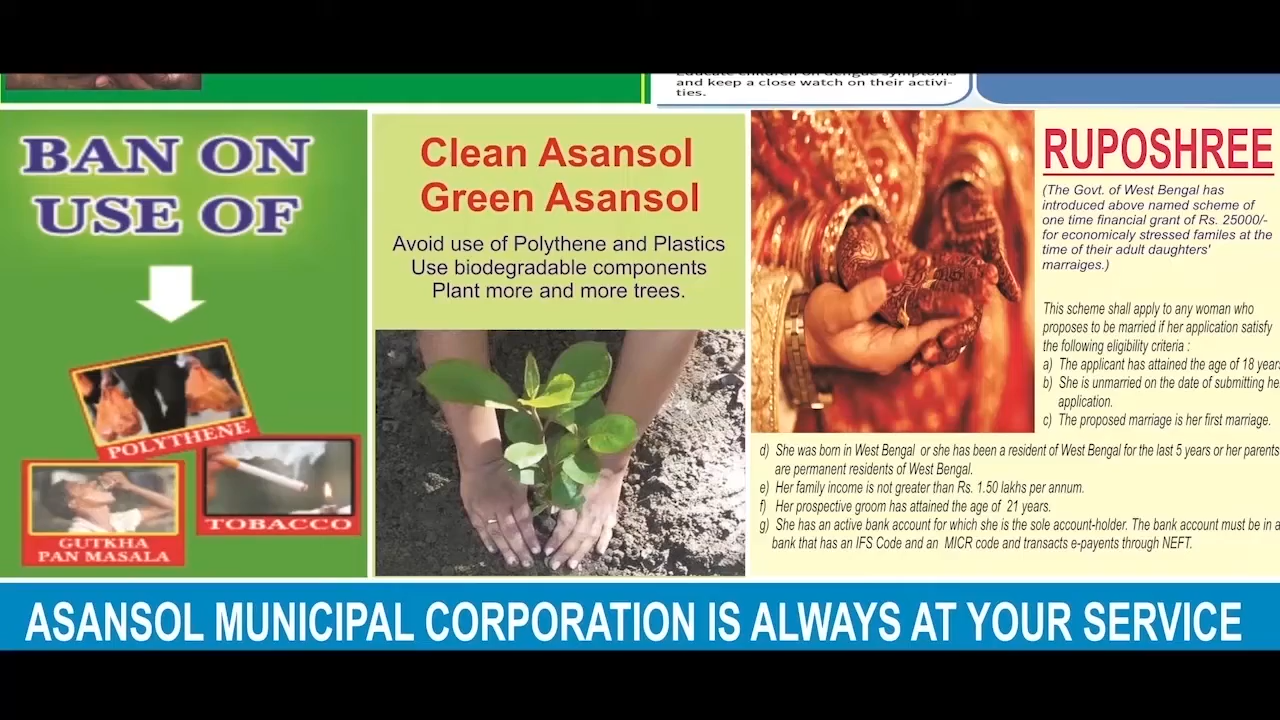 Educate children on dengue symptoms
and keep a close watch on their activi-
ties.
BAN ON
USE OF
POLYTHENE
TOBACCO
GUTKHA
PAN MASALA
Clean Asansol
Green Asansol
Avoid use of Polythene and Plastics
Use biodegradable components
Plant more and more trees.
RUPOSHREE
(The Govt. of West Bengal has
introduced above named scheme of
one time financial grant of Rs. 25000/-
for economicaly stressed familes at the
time of their adult daughters'
marraiges.)
This scheme shall apply to any woman who
proposes to be married if her application satisfy
the following eligibility criteria :
a) The applicant has attained the age of 18 years
b) She is unmarried on the date of submitting he
application.
c) The proposed marriage is her first marriage.
d) She was born in West Bengal or she has been a resident of West Bengal for the last 5 years or her parents
are permanent residents of West Bengal.
e) Her family income is not greater than Rs. 1.50 lakhs per annum.
f) Her prospective groom has attained the age of 21 years.
g) She has an active bank account for which she is the sole account-holder. The bank account must be in a
bank that has an IFS Code and an MICR code and transacts e-payents through NEFT.
ASANSOL MUNICIPAL CORPORATION IS ALWAYS AT YOUR SERVICE